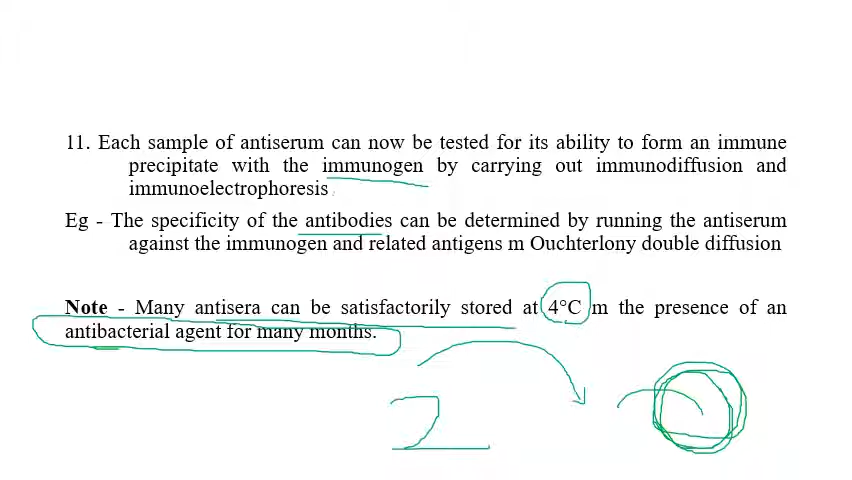 11. Each sample of antiserum can now be tested for its ability to form an immune
precipitate with the immunogen by carrying out immunodiffusion and
immunoelectrophoresis
Eg - The specificity of the antibodies can be determined by running the antiserum
against the immunogen and related antigens m Ouchterlony double diffusion
Note - Many antisera can be satisfactorily stored at 4°C m the presence of an
antibacterial agent for many months.